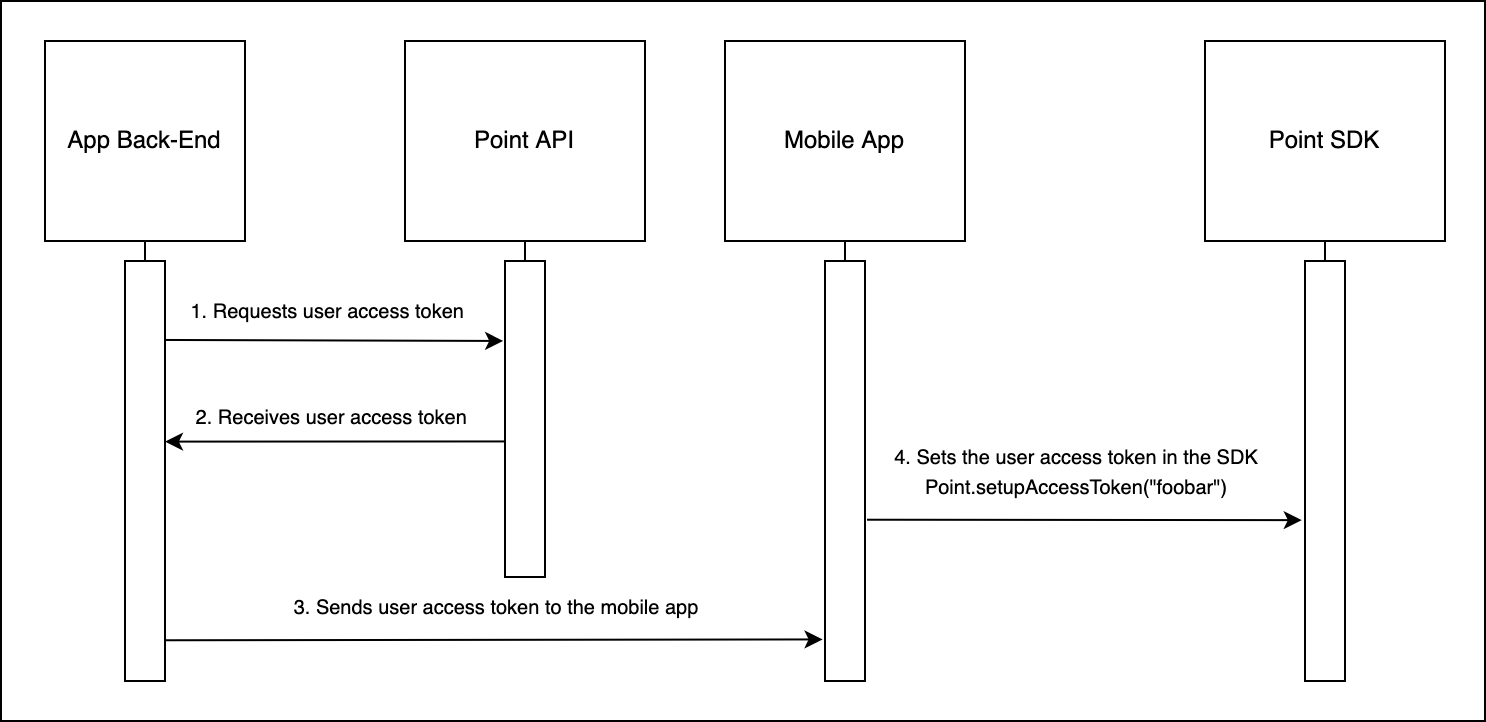 App Back-End
Point API
Mobile App
Point SDK
1. Requests user access token
2. Receives user access token
4. Sets the user access token in the SDK
Point.setupAccessToken("foobar")
3. Sends user access token to the mobile app